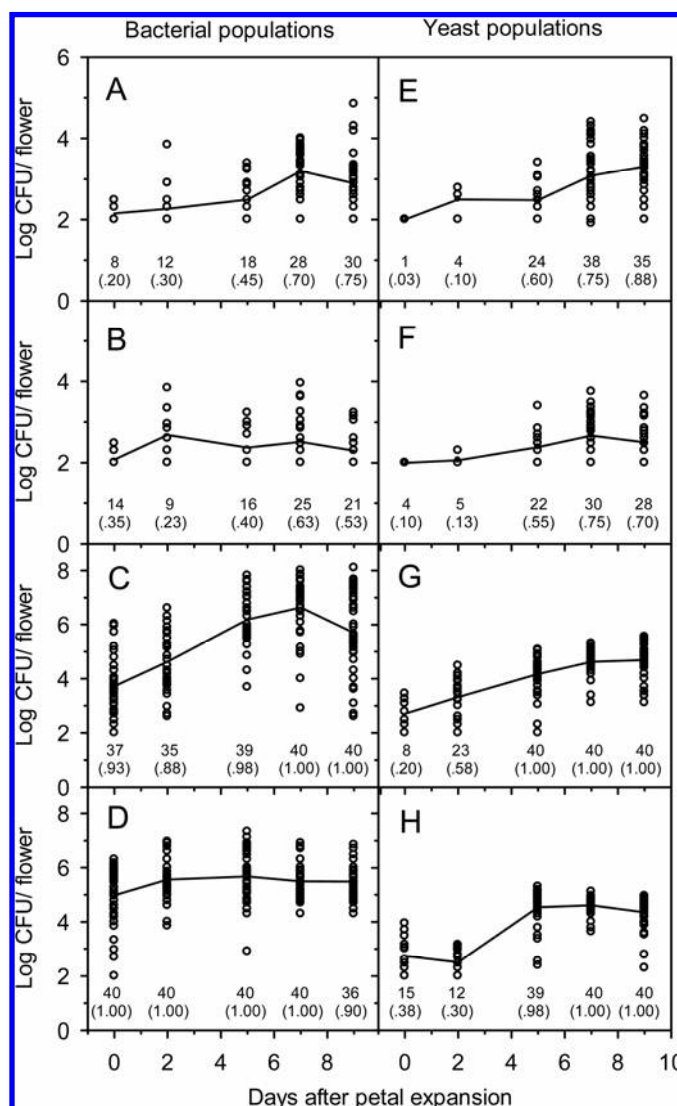 Bacterial populations Yeast populations
6
4
2
0
A
E
Log CFU/ flower
8 12 18 28 30
(.20) (.30) (.45) (.70) (.75)
1 4 24 38 35
(.03) (.10) (.60) (.75) (.88)
4
2
0
B
F
Log CFU/ flower
14 9 16 25 21
(.35) (.23) (.40) (.63) (.53)
4 5 22 30 28
(.10) (.13) (.55) (.75) (.70)
8
6
4
2
0
C
G
Log CFU/ flower
37 35 39 40 40
(.93) (.88) (.98) (1.00) (1.00)
8 23 40 40 40
(.20) (.58) (1.00) (1.00) (1.00)
8
6
4
2
0
D
H
Log CFU/ flower
40 40 40 40 36
(1.00) (1.00) (1.00) (1.00) (.90)
15 12 39 40 40
(.38) (.30) (.98) (1.00) (1.00)
0 2 4 6 8 0 2 4 6 8 10
Days after petal expansion